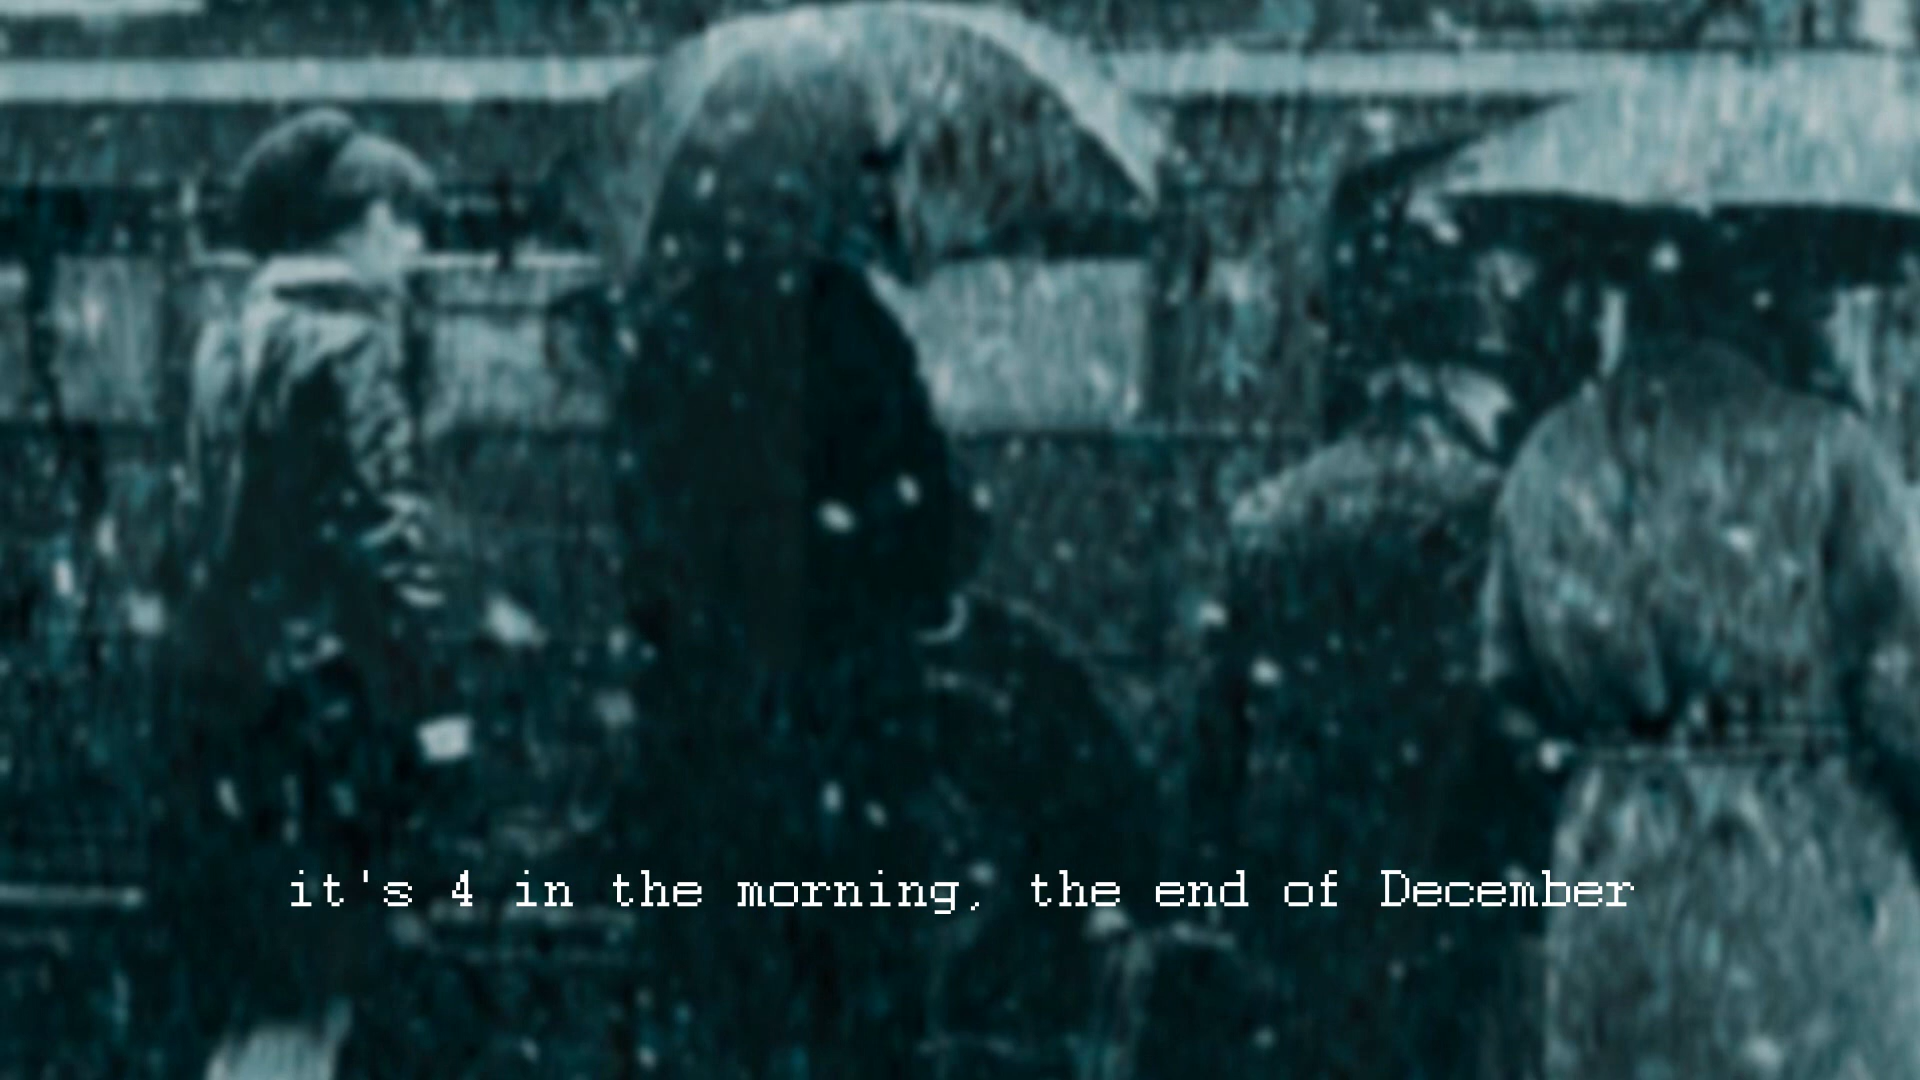 it's 4 in the morning, the end of December